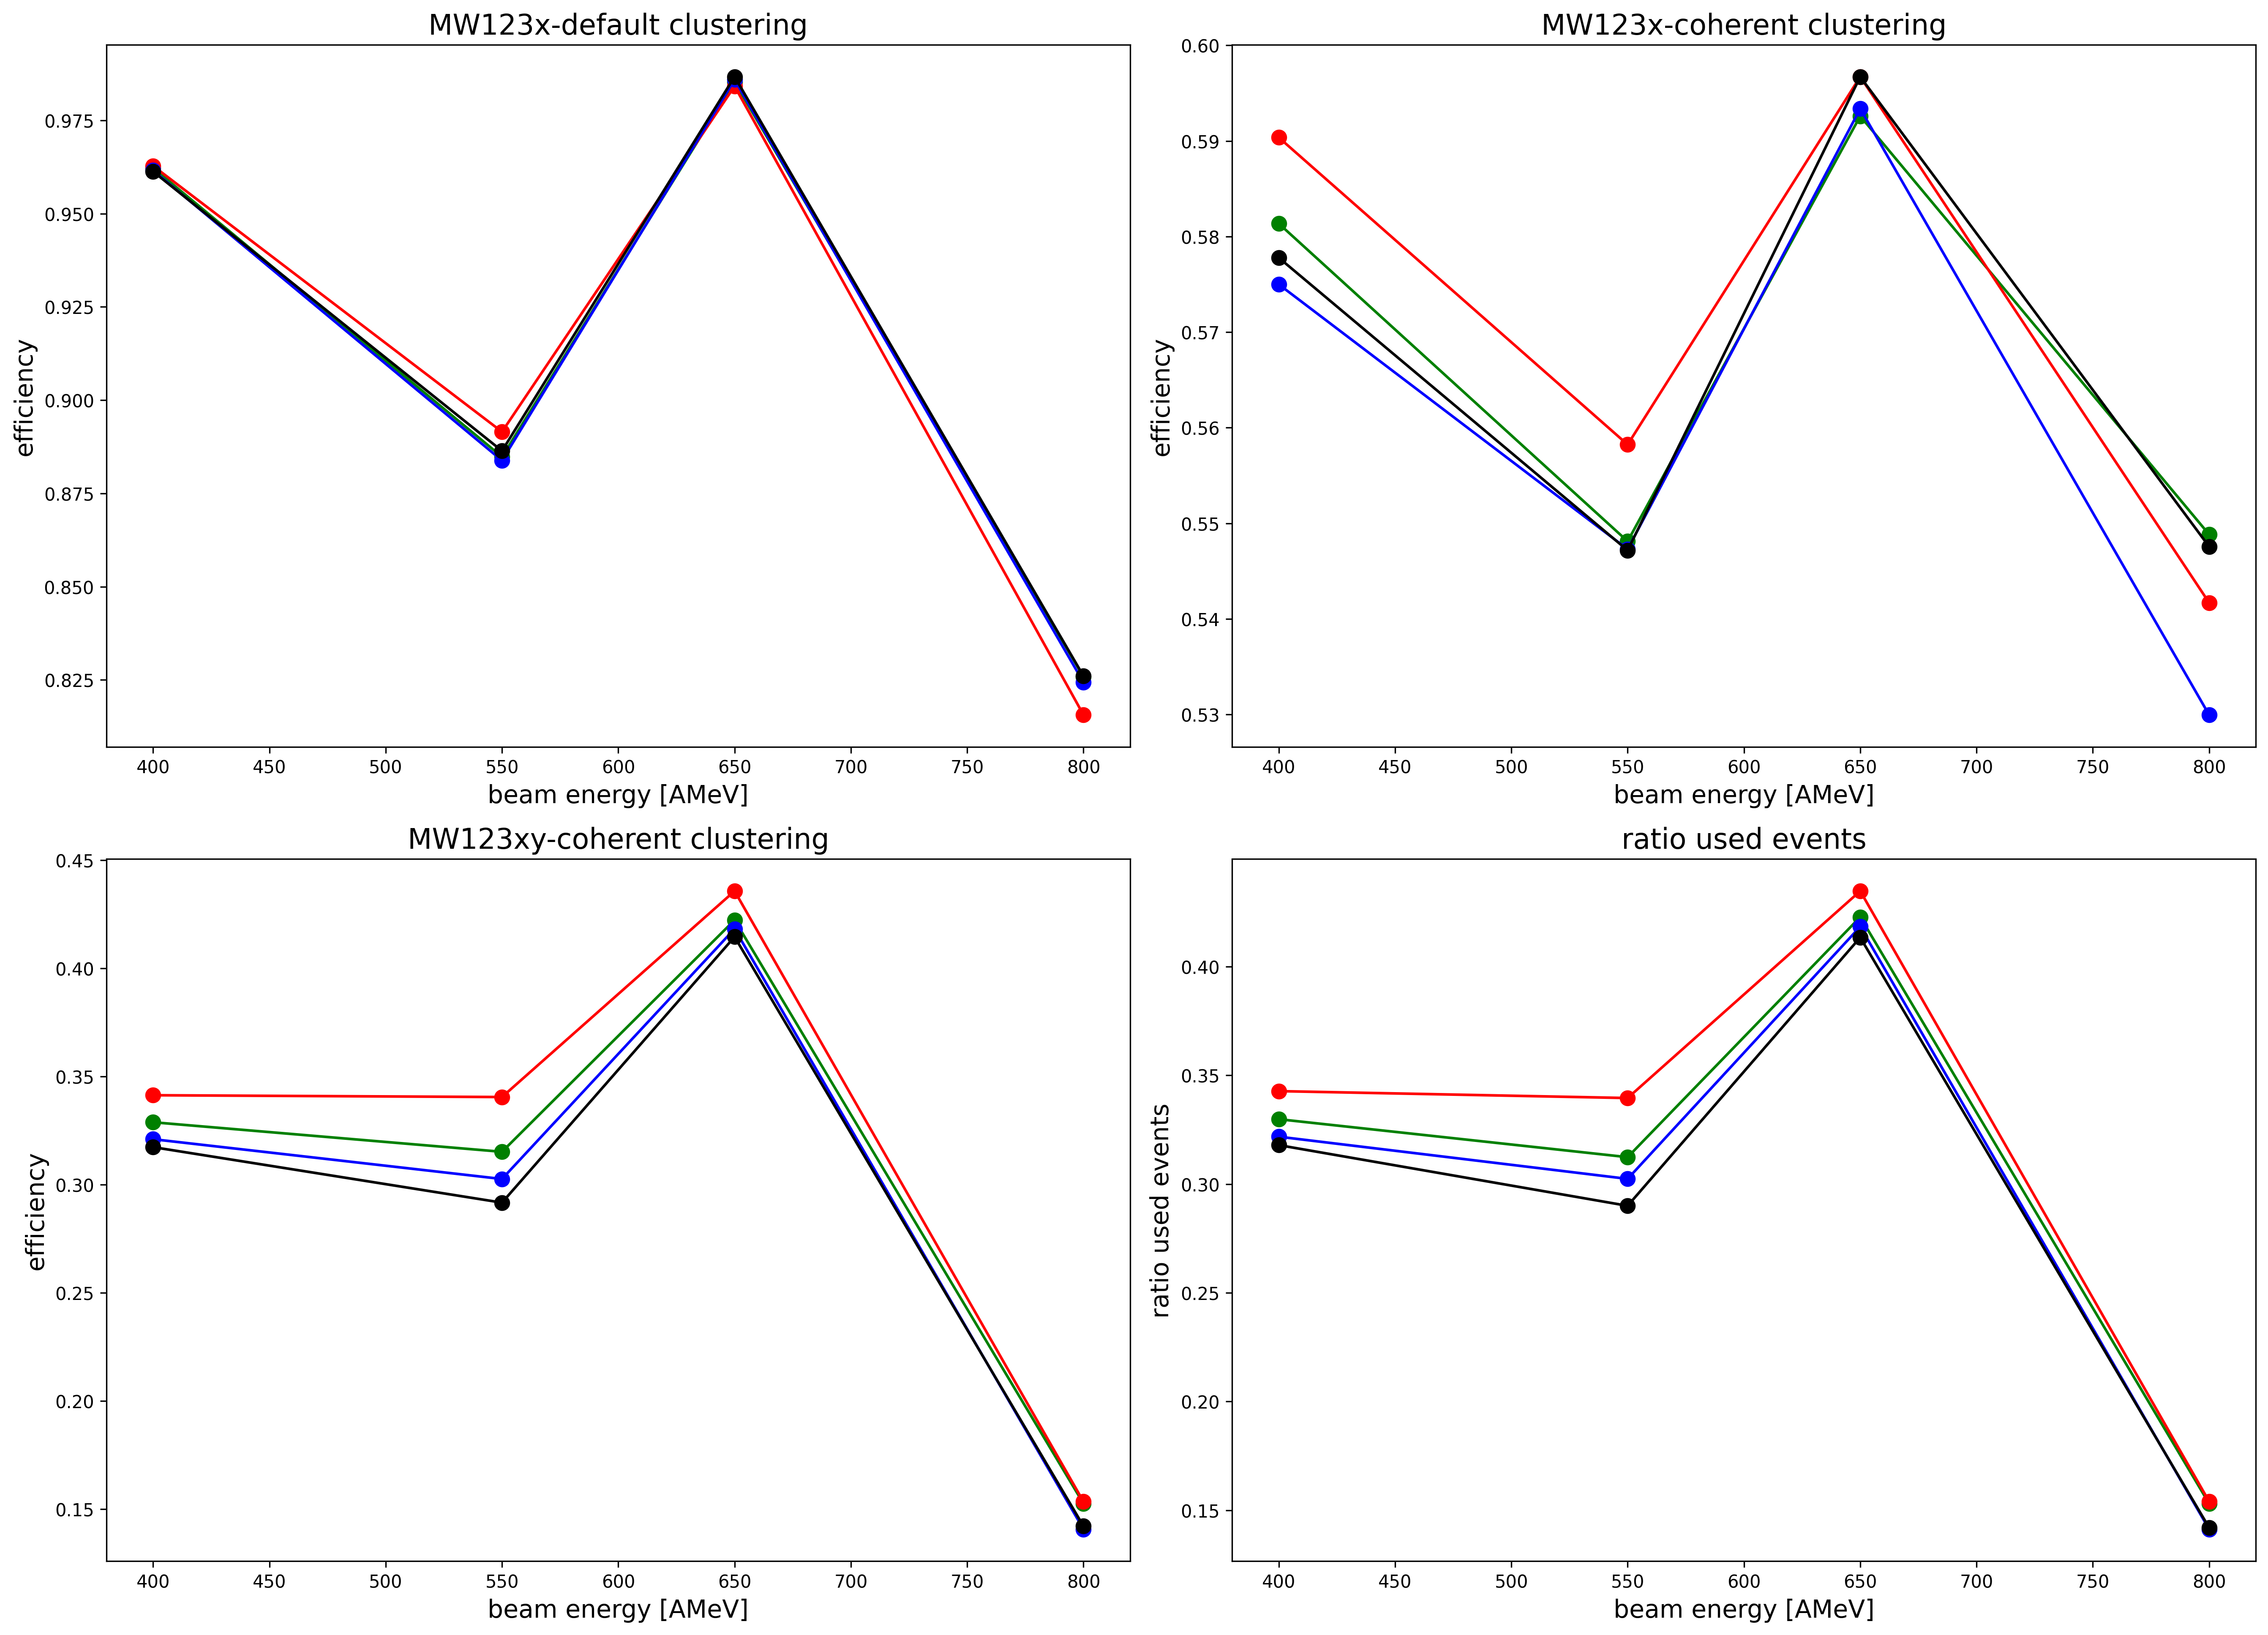 MW123x-default clustering
0.975
0.950
0.925
0.900
0.875
0.850
0.825
efficiency
400 450 500 550 600 650 700 750 800
beam energy [AMeV]
MW123x-coherent clustering
0.60
0.59
0.58
0.57
0.56
0.55
0.54
0.53
efficiency
400 450 500 550 600 650 700 750 800
beam energy [AMeV]
MW123xy-coherent clustering
0.45
0.40
0.35
0.30
0.25
0.20
0.15
efficiency
400 450 500 550 600 650 700 750 800
beam energy [AMeV]
ratio used events
0.40
0.35
0.30
0.25
0.20
0.15
ratio used events
400 450 500 550 600 650 700 750 800
beam energy [AMeV]